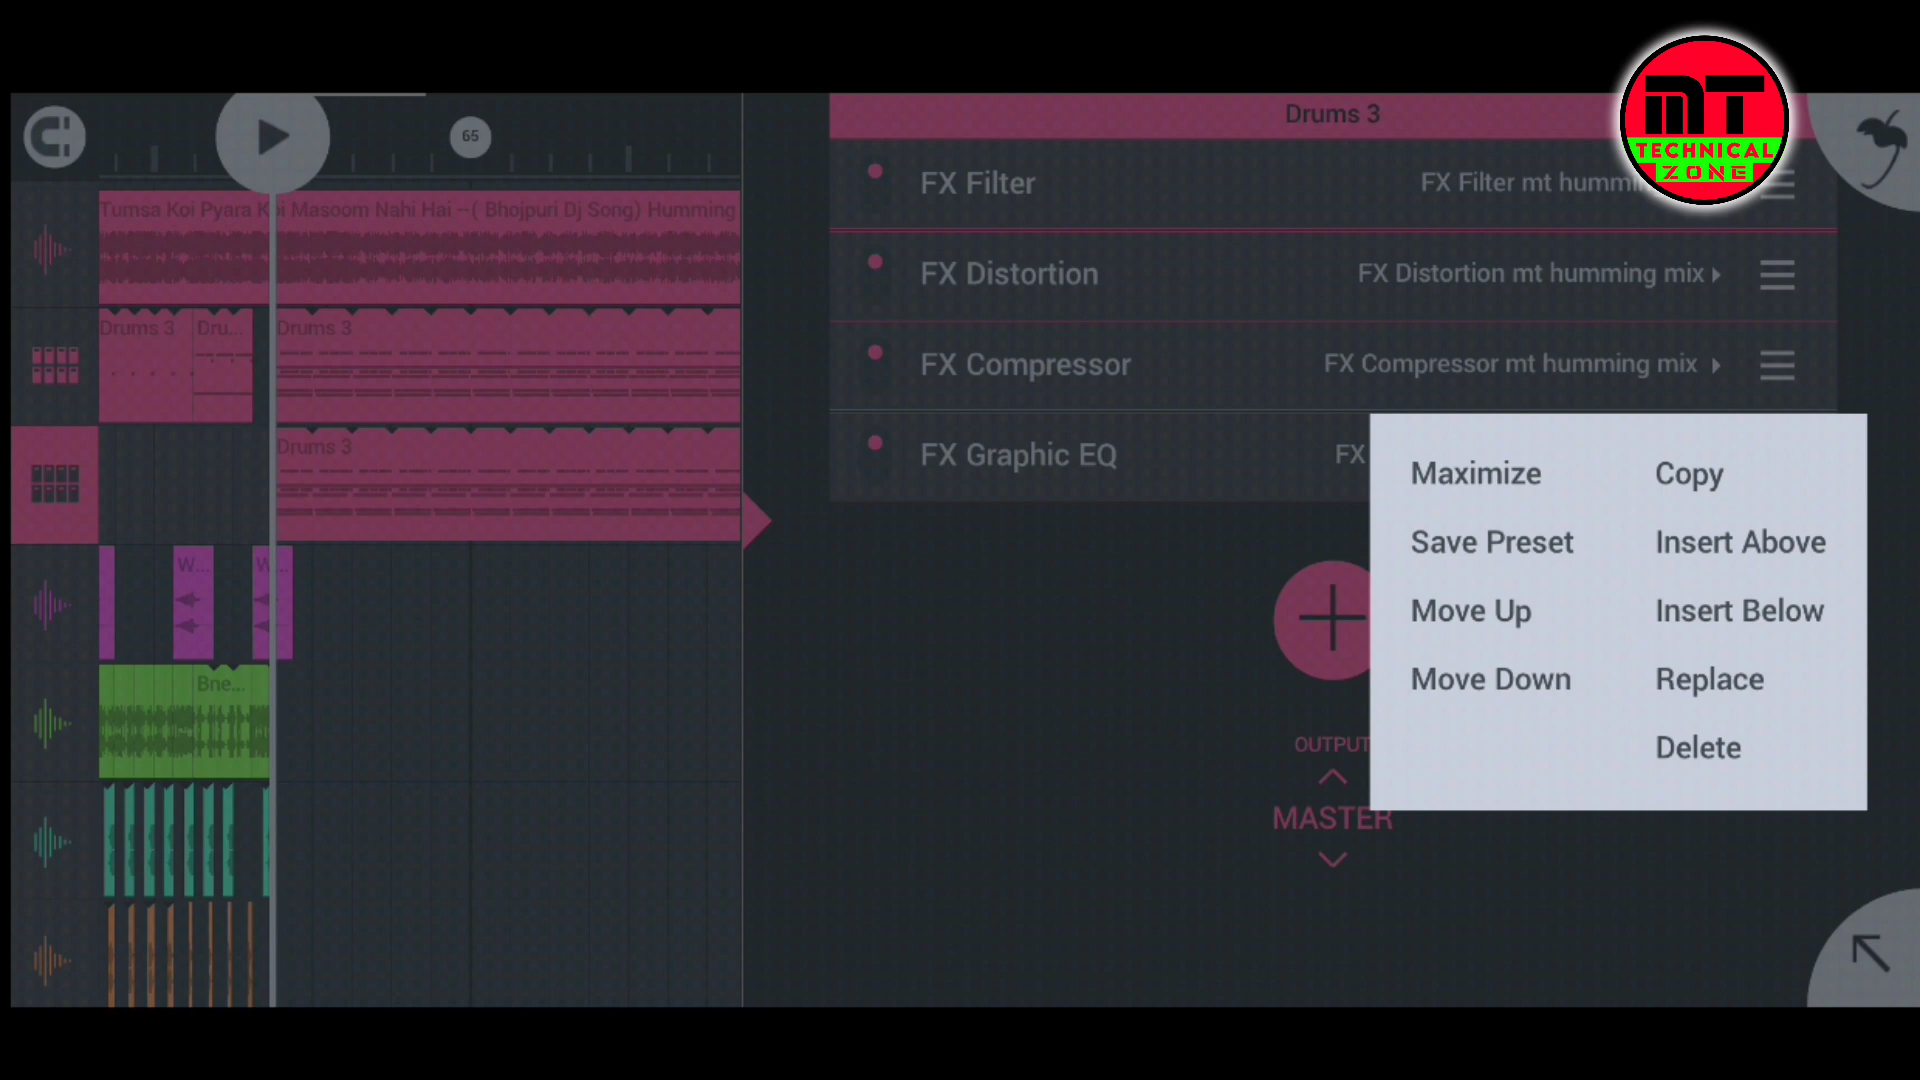 MT
TECHNICAL
ZONE
65
Tumsa Koi Pyara Koi Masoom Nahi Hai --( Bhojpuri Dj Song) Humming
Drums 3
Dru...
Drums 3
Drums 3
W...
W...
Bne...
Drums 3
FX Filter
FX Distortion
FX Distortion mt humming mix
FX Compressor
FX Compressor mt humming mix
FX Graphic EQ
FX
OUTPUT
MASTER
Maximize
Save Preset
Move Up
Move Down
Copy
Insert Above
Insert Below
Replace
Delete